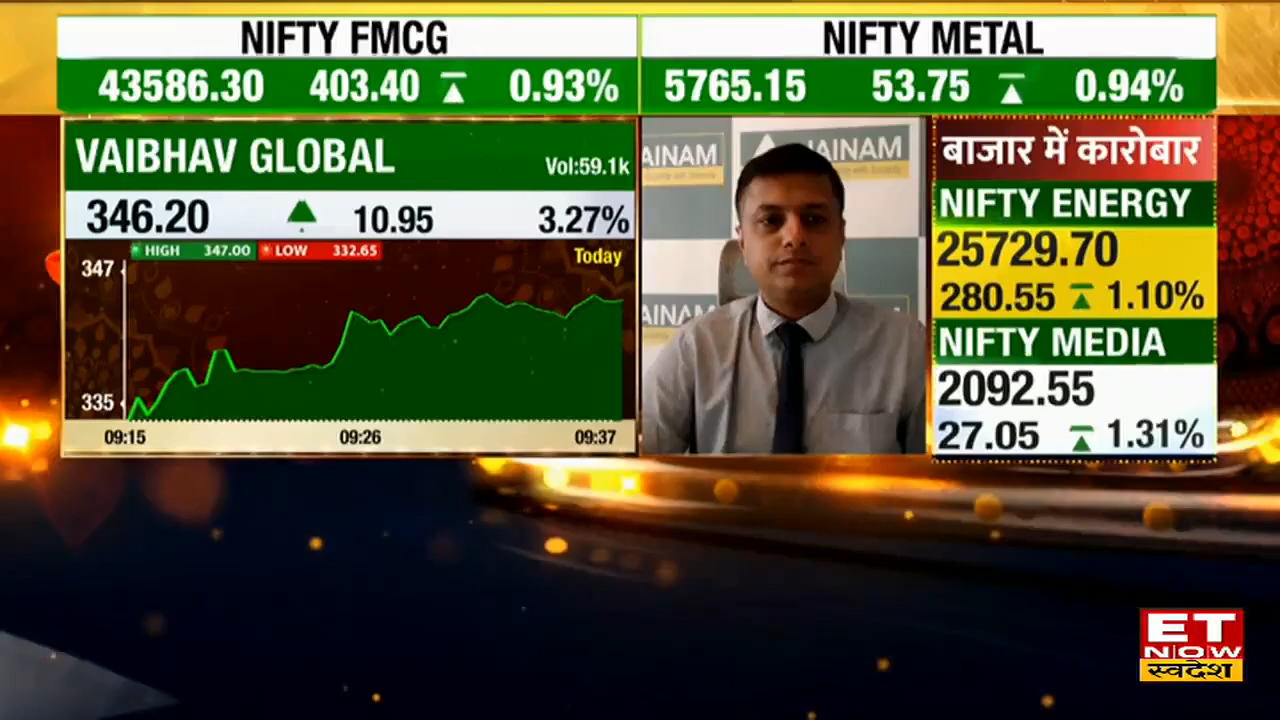 NIFTY FMCG
43586.30 403.40 0.93%
NIFTY METAL
5765.15 53.75 0.94%
VAIBHAV GLOBAL Vol:59.1k
346.20 10.95 3.27%
HIGH 347.00 LOW 332.65
Today
347
335
09:15 09:26 09:37
AINAM
JAINAM
AINAM
बाजार में कारोबार
NIFTY ENERGY
25729.70
280.55 1.10%
NIFTY MEDIA
2092.55
27.05 1.31%
ET
NOW
स्वदेश